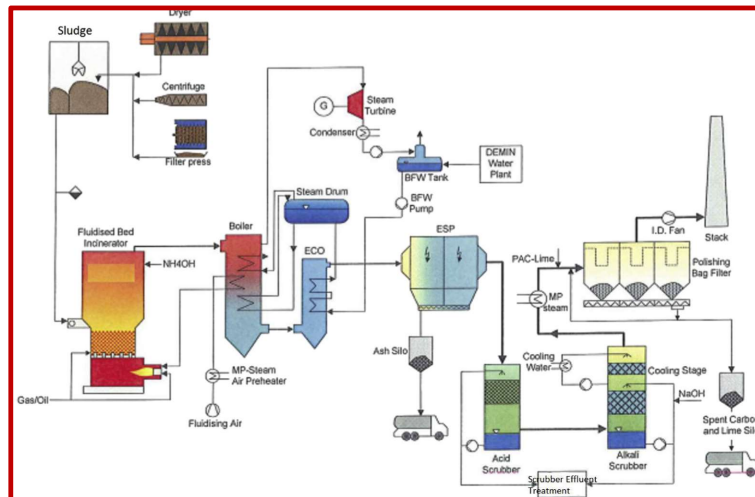 Dryer
Sludge
Centrifuge
Filter press
G
Steam
Turbine
Condenser
DEMIN
Water
Plant
BFW Tank
BFW
Pump
Steam Drum
Boiler
ECO
ESP
Fluidised Bed
Incinerator
NH4OH
I.D. Fan
Stack
PAC-Lime
Polishing
Bag Filter
MP
steam
MP-Steam
Air Preheater
Ash Silo
Cooling
Water
Cooling Stage
NaOH
Gas/Oil
Fluidising Air
Spent Carbo
and Lime Silo
Acid
Scrubber
Alkali
Scrubber
Scrubber Effluent
Treatment